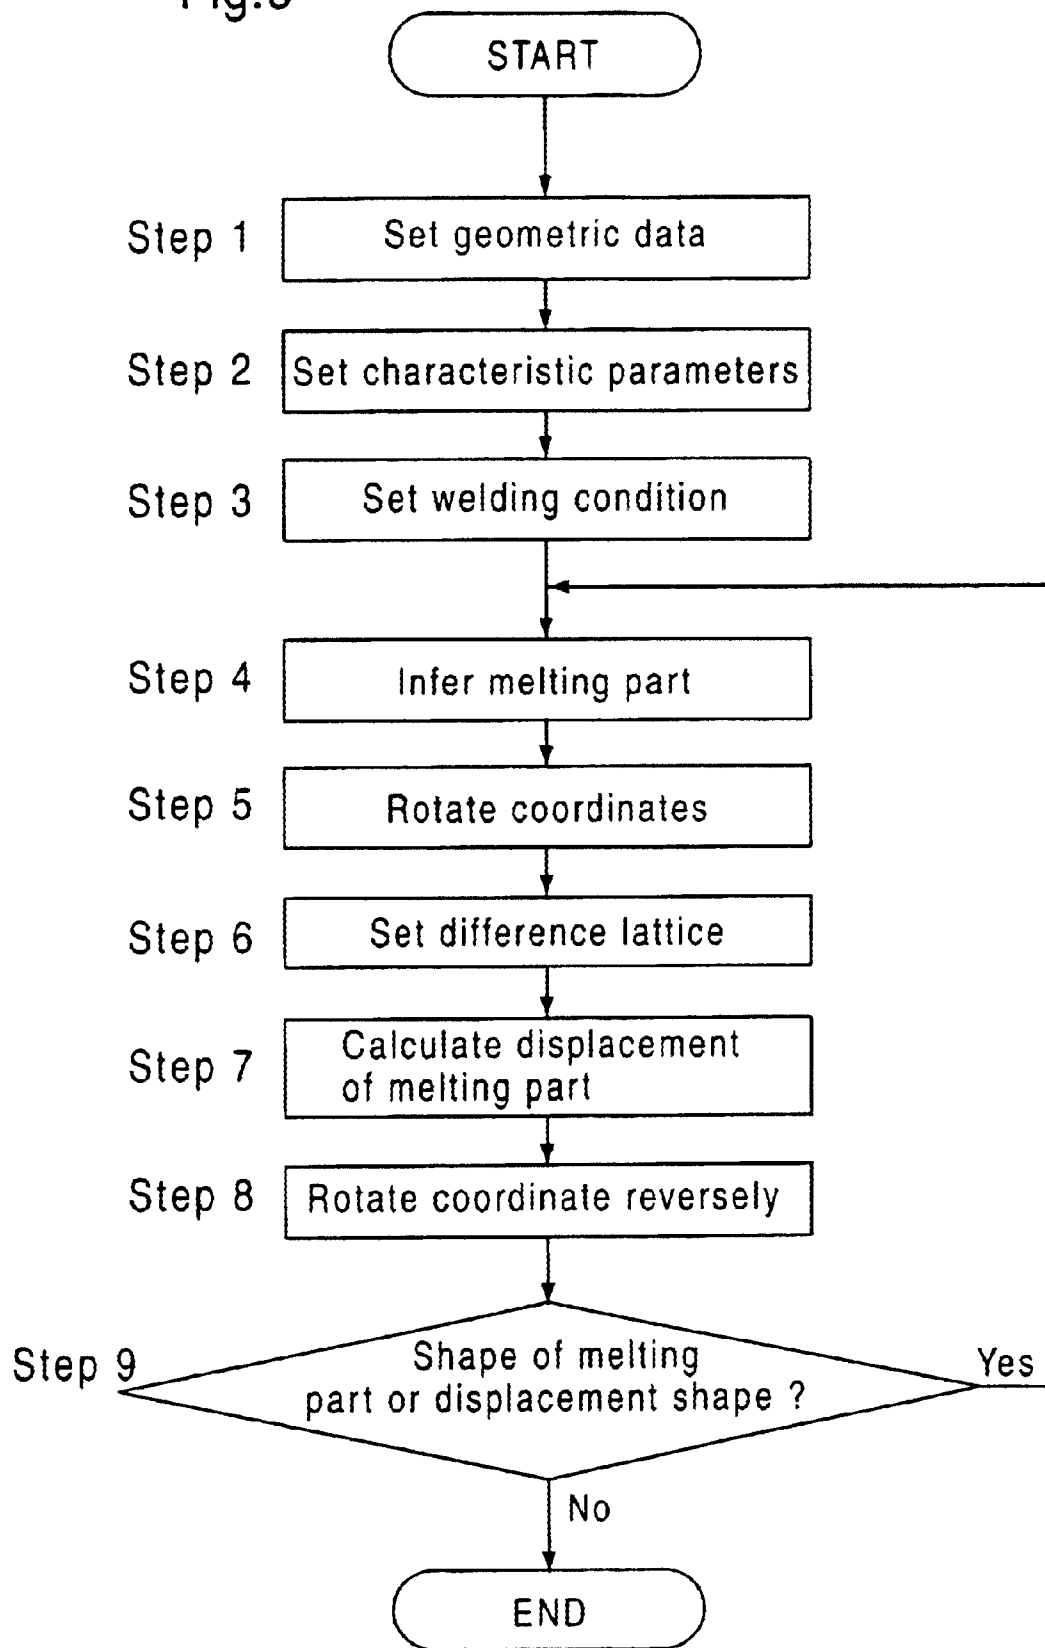 START
Step 1
Set geometric data
Step 2
Set characteristic parameters
Step 3
Set welding condition
Step 4
Infer melting part
Step 5
Rotate coordinates
Step 6
Set difference lattice
Step 7
Calculate displacement
of melting part
Step 8
Rotate coordinate reversely
Step 9
Shape of melting
part or displacement shape ?
Yes
No
END